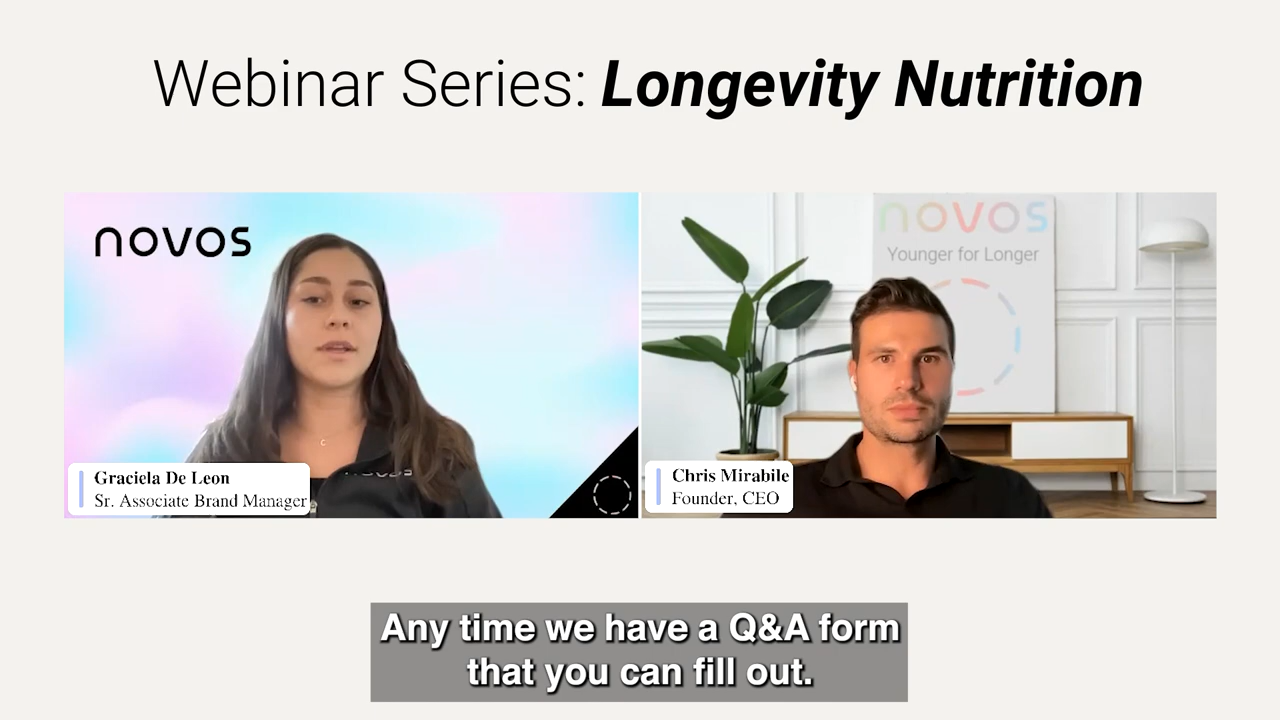 Webinar Series: Longevity Nutrition
novos
novos
Younger for Longer
novos
Graciela De Leon
Sr. Associate Brand Manager
Chris Mirabile
Founder, CEO
Any time we have a Q&A form
that you can fill out.